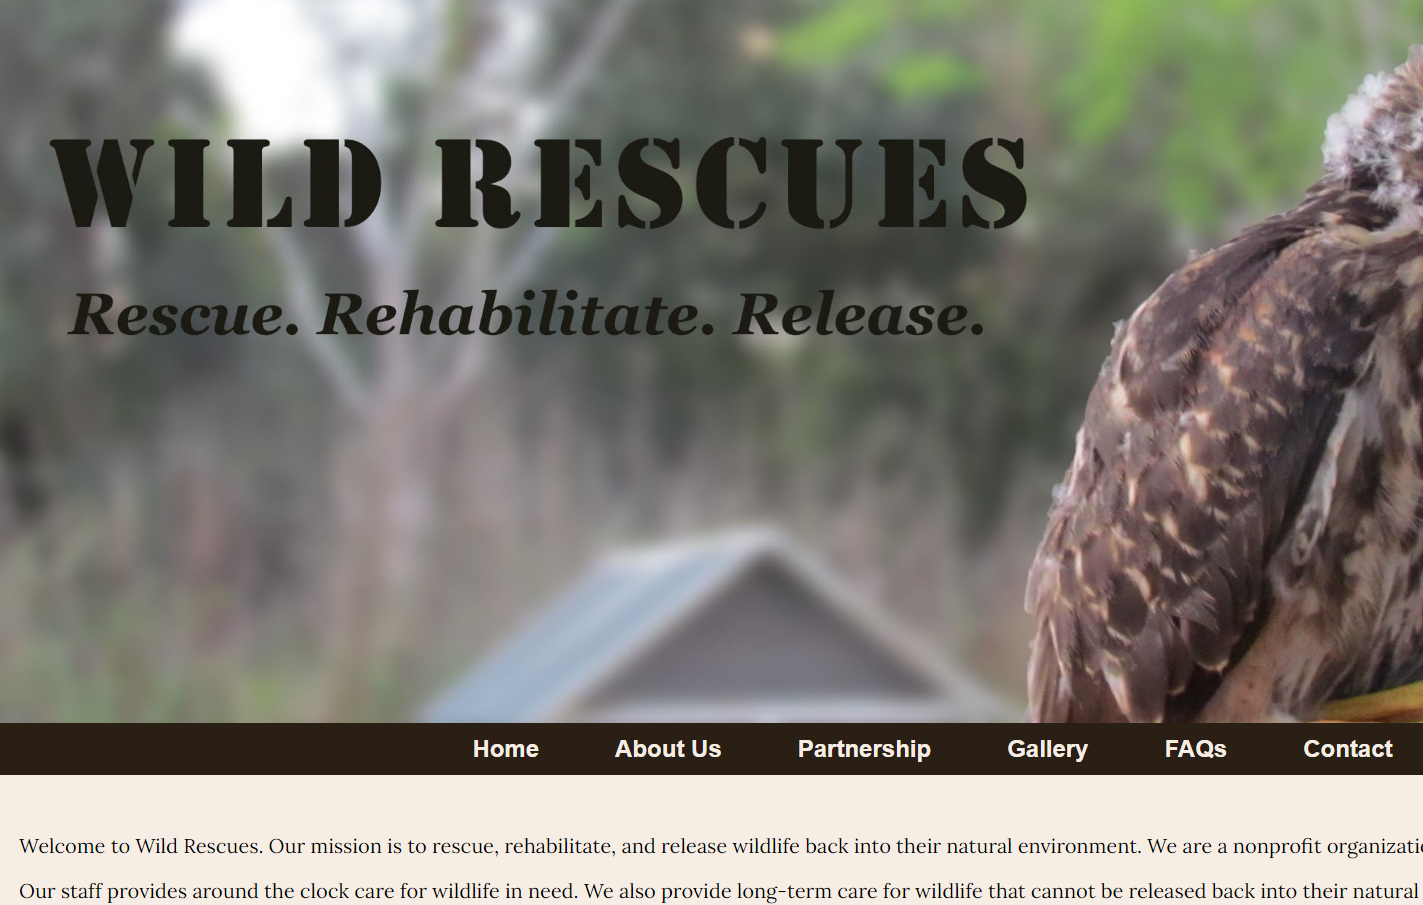 WILD RESCUES
Rescue. Rehabilitate. Release.
Home About Us Partnership Gallery FAQs Contact
Welcome to Wild Rescues. Our mission is to rescue, rehabilitate, and release wildlife back into their natural environment. We are a nonprofit organizati
Our staff provides around the clock care for wildlife in need. We also provide long-term care for wildlife that cannot be released back into their natural